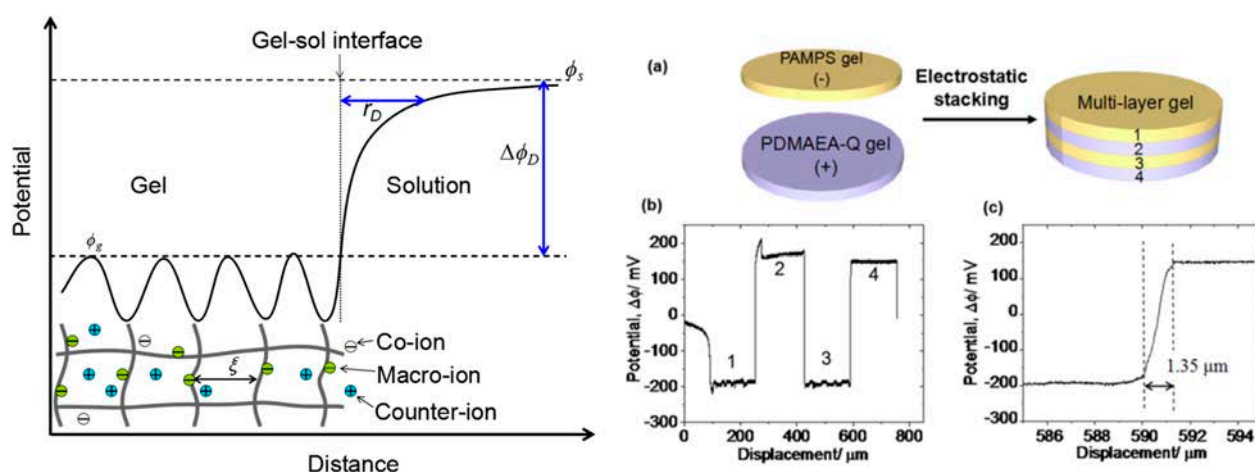 Gel-sol interface
ϕs
rD
ΔϕD
Gel
Solution
ϕg
ξ
Co-ion
Macro-ion
Counter-ion
Potential
Distance
(a)
PAMPS gel
(-)
PDMAEA-Q gel
(+)
Electrostatic
stacking
Multi-layer gel
1
2
3
4
(b)
Potential, Δϕ/ mV
200
100
0
-100
-200
-300
1
2
3
4
0 200 400 600 800
Displacement/ μm
(c)
Potential, Δϕ/ mV
200
100
0
-100
-200
-300
1.35 μm
586 588 590 592 594
Displacement/ μm